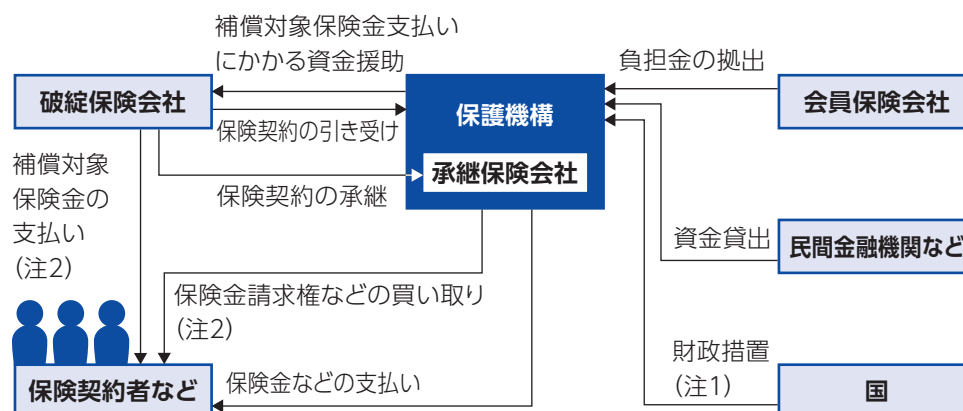 補償対象保険金支払い
にかかる資金援助
負担金の拠出
破綻保険会社
保護機構
会員保険会社
保険契約の引き受け
補償対象
保険金の
支払い
(注2)
承継保険会社
保険契約の承継
資金貸出
民間金融機関など
保険金請求権などの買い取り
(注2)
財政措置
(注1)
保険契約者など
保険金などの支払い
国